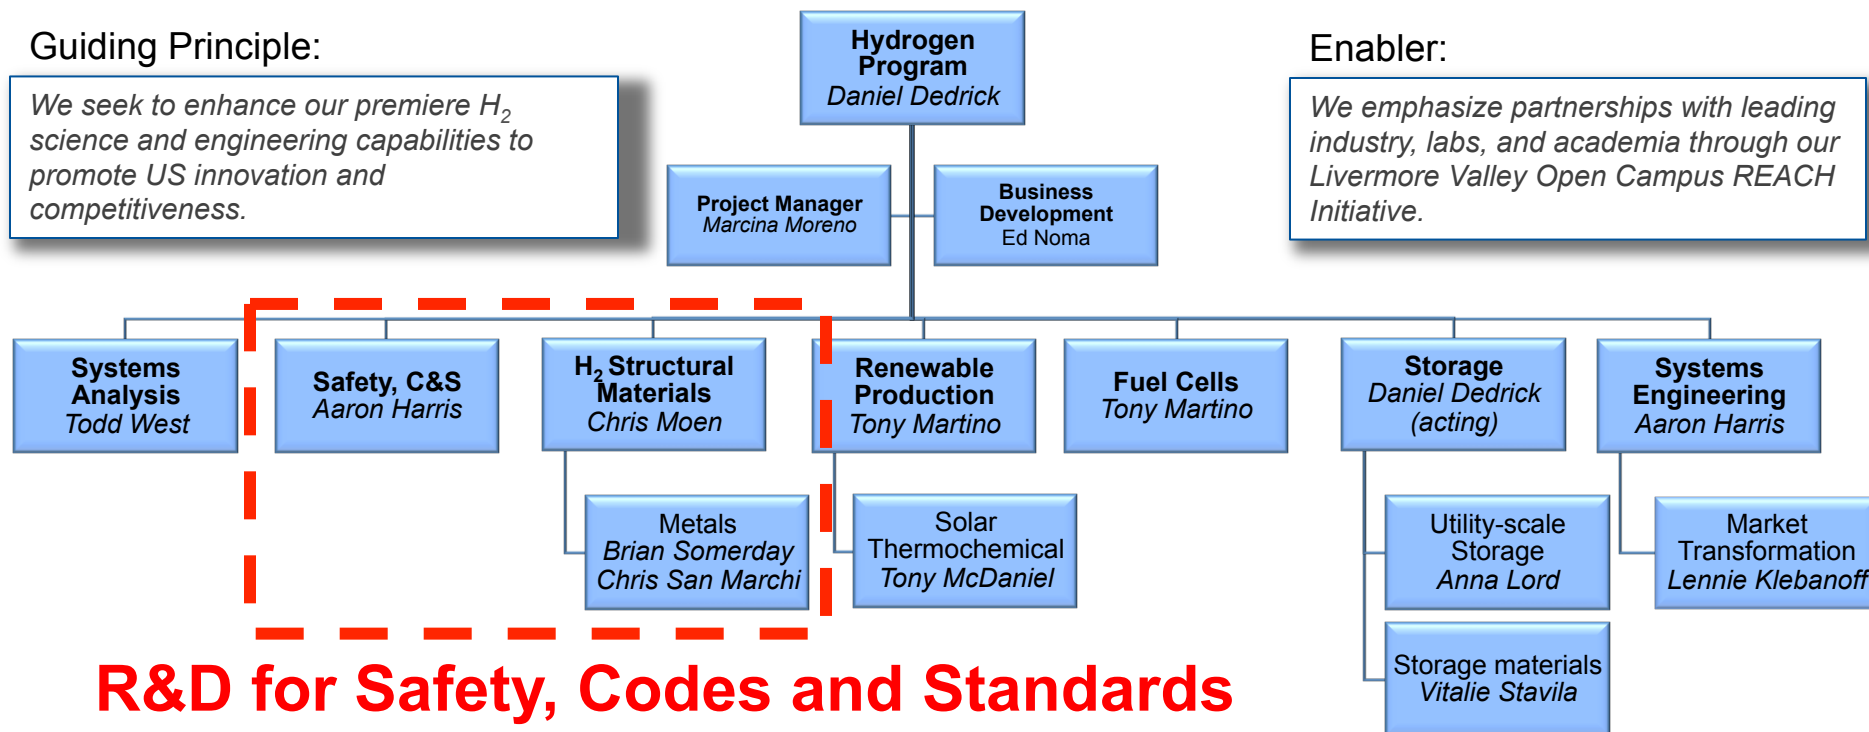 Guiding Principle:
We seek to enhance our premiere H₂
science and engineering capabilities to
promote US innovation and
competitiveness.
Hydrogen
Program
Daniel Dedrick
Enabler:
We emphasize partnerships with leading
industry, labs, and academia through our
Livermore Valley Open Campus REACH
Initiative.
Project Manager
Marcina Moreno
Business
Development
Ed Noma
Systems
Analysis
Todd West
Safety, C&S
Aaron Harris
H₂ Structural
Materials
Chris Moen
Renewable
Production
Tony Martino
Fuel Cells
Tony Martino
Storage
Daniel Dedrick
(acting)
Systems
Engineering
Aaron Harris
Metals
Brian Somerday
Chris San Marchi
Solar
Thermochemical
Tony McDaniel
Utility-scale
Storage
Anna Lord
Market
Transformation
Lennie Klebanoff
Storage materials
Vitalie Stavila
R&D for Safety, Codes and Standards